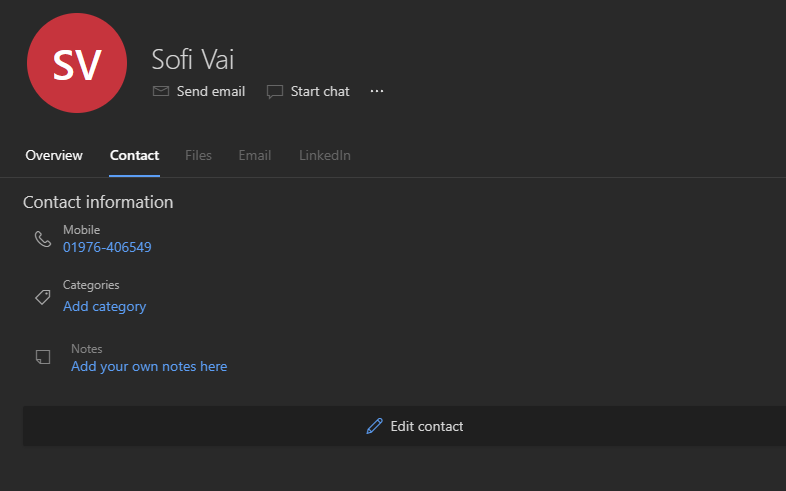 SV
Sofi Vai
Send email Start chat ...
Overview Contact Files Email LinkedIn
Contact information
Mobile
01976-406549
Categories
Add category
Notes
Add your own notes here
Edit contact